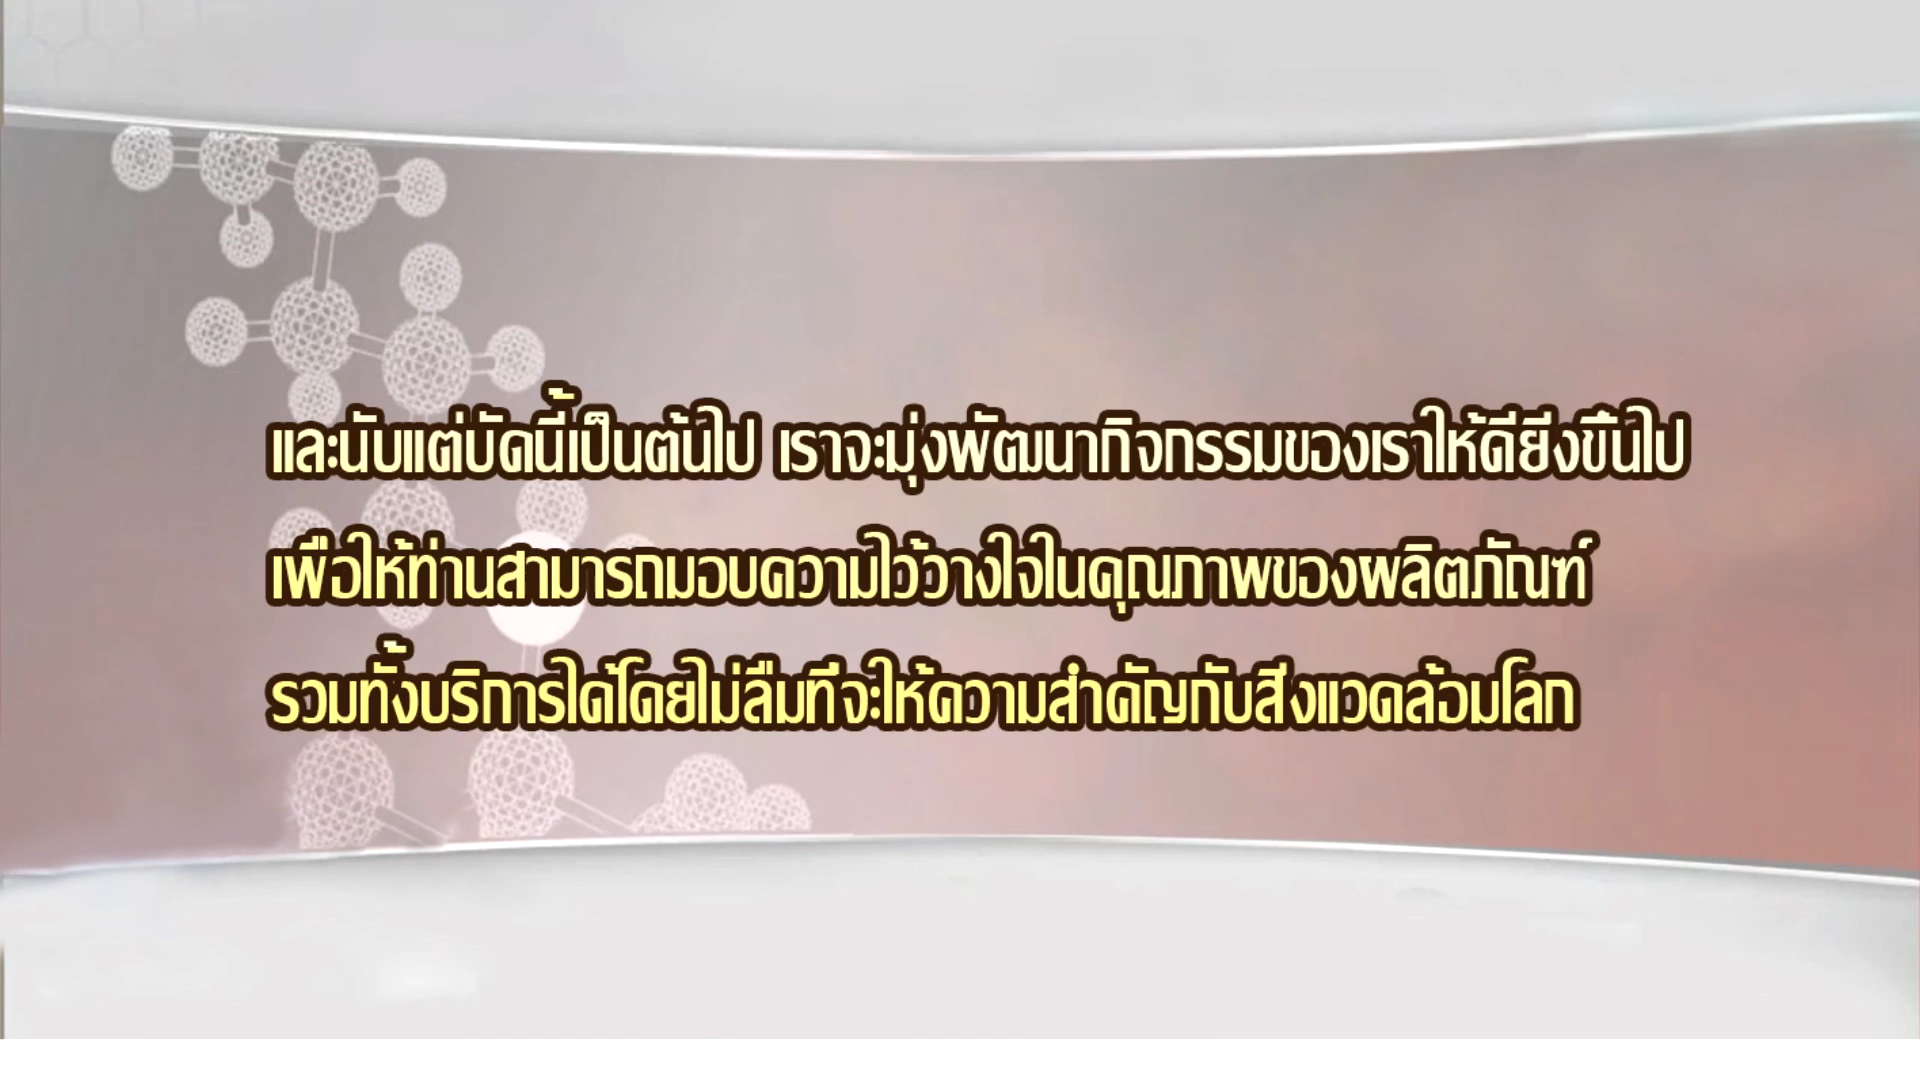 และนับแต่บัดนี้เป็นต้นไป เราจะมุ่งพัฒนากิจกรรมของเราให้ดียิ่งขึ้นไป
เพื่อให้ท่านสามารถมอบความไว้วางใจในคุณภาพของผลิตภัณฑ์
รวมทั้งบริการได้โดยไม่ลืมที่จะให้ความสำคัญกับสิ่งแวดล้อมโลก